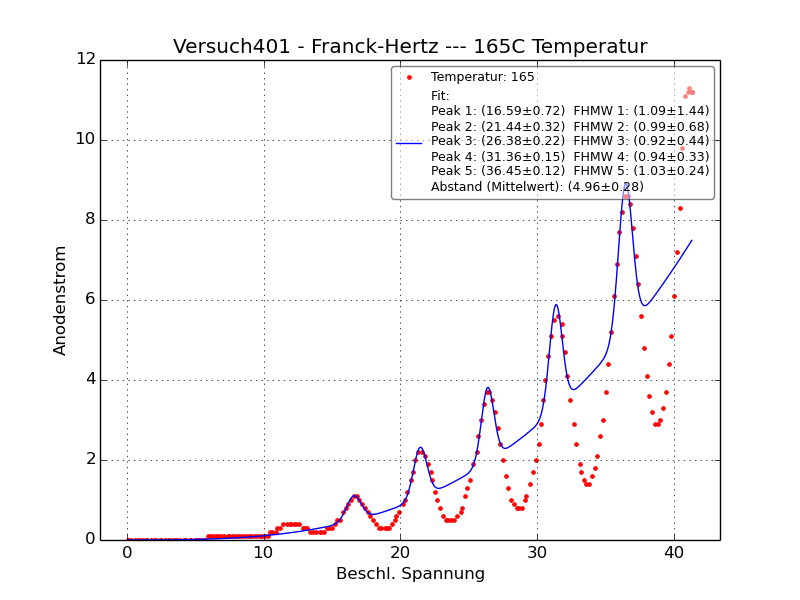 Versuch401 - Franck-Hertz --- 165C Temperatur
12
10
8
6
4
2
0
Anodenstrom
Temperatur: 165
Fit:
Peak 1: (16.59±0.72) FHMW 1: (1.09±1.44)
Peak 2: (21.44±0.32) FHMW 2: (0.99±0.68)
Peak 3: (26.38±0.22) FHMW 3: (0.92±0.44)
Peak 4: (31.36±0.15) FHMW 4: (0.94±0.33)
Peak 5: (36.45±0.12) FHMW 5: (1.03±0.24)
Abstand (Mittelwert): (4.96±0.28)
0 10 20 30 40
Beschl. Spannung